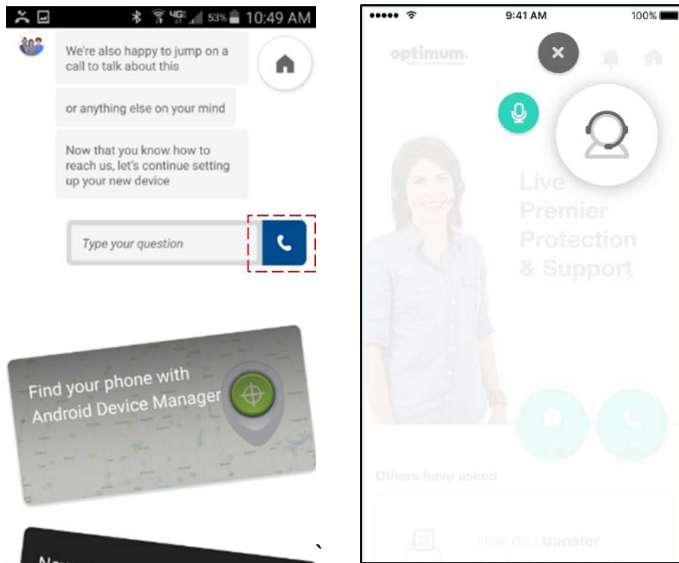 4G
53%
10:49 AM
We're also happy to jump on a
call to talk about this
or anything else on your mind
Now that you know how to
reach us, let's continue setting
up your new device
Type your question
Find your phone with
Android Device Manager
`
9:41 AM
100%
optimum.
Live
Premier
Protection
& Support
Others have asked
How do I transfer